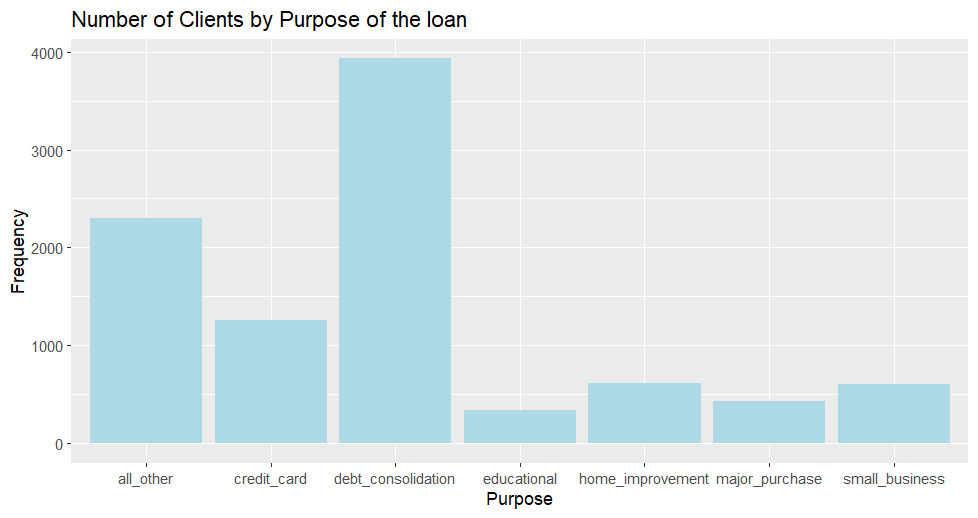 Number of Clients by Purpose of the loan
4000
3000
2000
1000
0
Frequency
all_other credit_card debt_consolidation educational home_improvement major_purchase small_business
Purpose